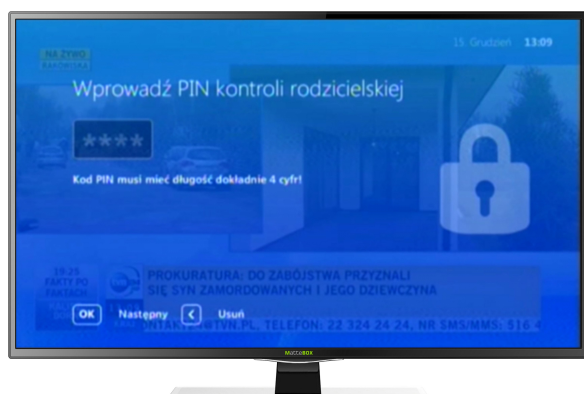 NA ŻYWO
15 Grudzień 13:09
Wprowadź PIN kontroli rodzicielskiej
****
Kod PIN musi mieć długość dokładnie 4 cyfr!
19:25
FAKTY PO
FAKTACH
PROKURATURA: DO ZABÓJSTWA PRZYZNALI
SIĘ SYN ZAMORDOWANYCH I JEGO DZIEWCZYNA
OK Następny < Usuń
TVN.PL, TELEFON: 22 324 24 24, NR SMS/MMS: 516 4